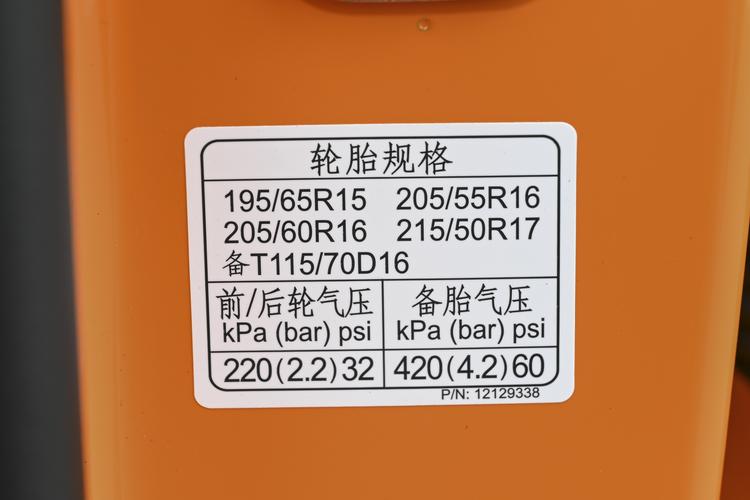 轮胎规格
195/65R15 205/55R16
205/60R16 215/50R17
备T115/70D16
前/后轮气压 备胎气压
kPa (bar) psi kPa (bar) psi
220(2.2)32 420(4.2)60
P/N: 12129338